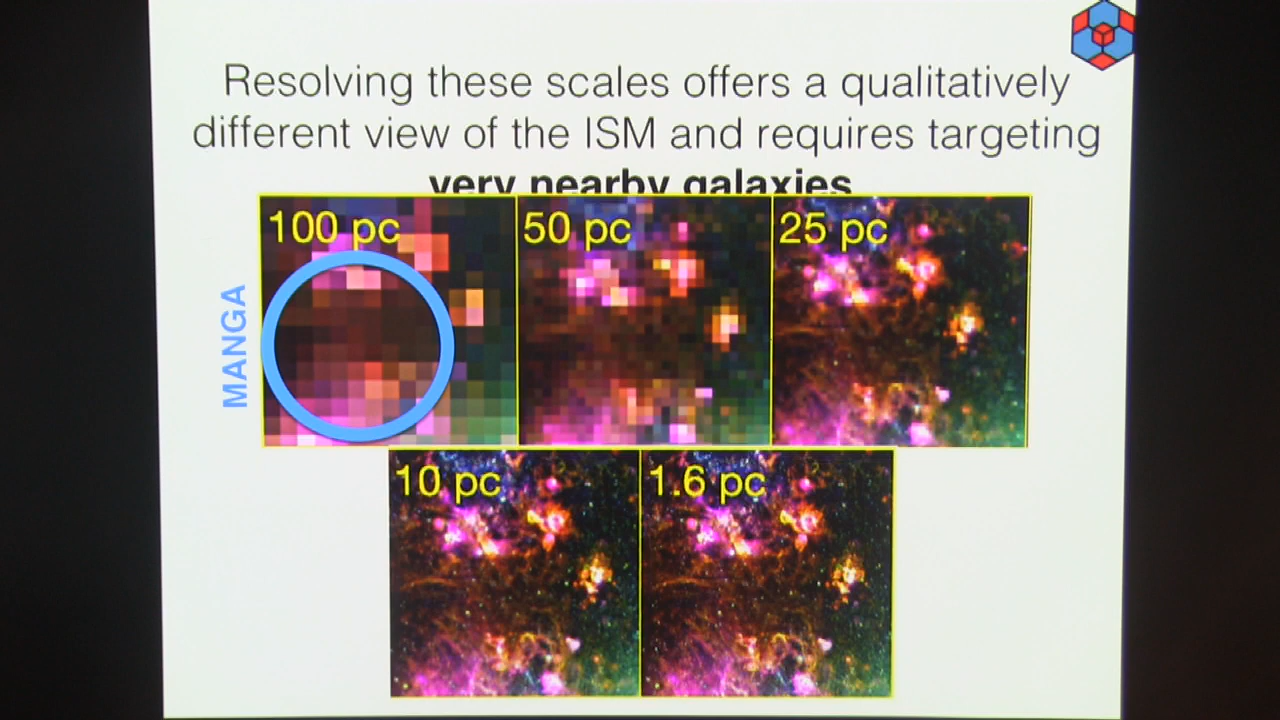 Resolving these scales offers a qualitatively
different view of the ISM and requires targeting
very nearby galaxies
100 pc
50 pc
25 pc
MANGA
10 pc
1.6 pc